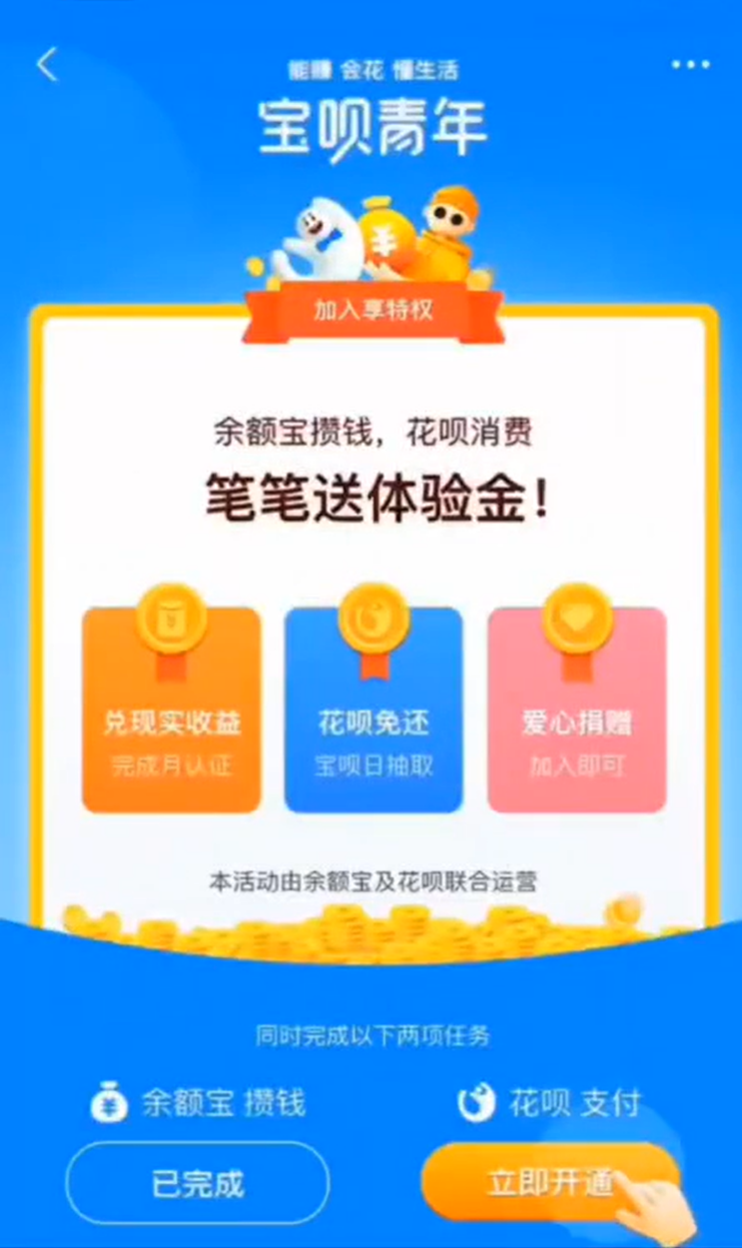 能赚 会花 懂生活
宝呗青年
加入享特权
余额宝攒钱，花呗消费
笔笔送体验金！
兑现实收益
完成月认证
花呗免还
宝呗日抽取
爱心捐赠
加入即可
本活动由余额宝及花呗联合运营
同时完成以下两项任务
余额宝 攒钱
花呗 支付
已完成
立即开通